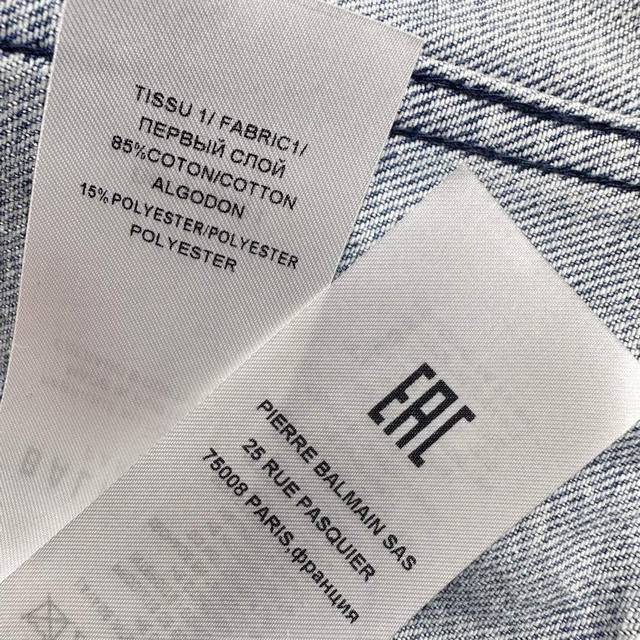 TISSU 1/ FABRIC1/
ПЕРВЫЙ СЛОЙ
85%COTON/COTTON
ALGODON
15%POLYESTER/POLYESTER
POLYESTER
EAC
PIERRE BALMAIN SAS
25 RUE PASQUIER
75008 PARIS,франция